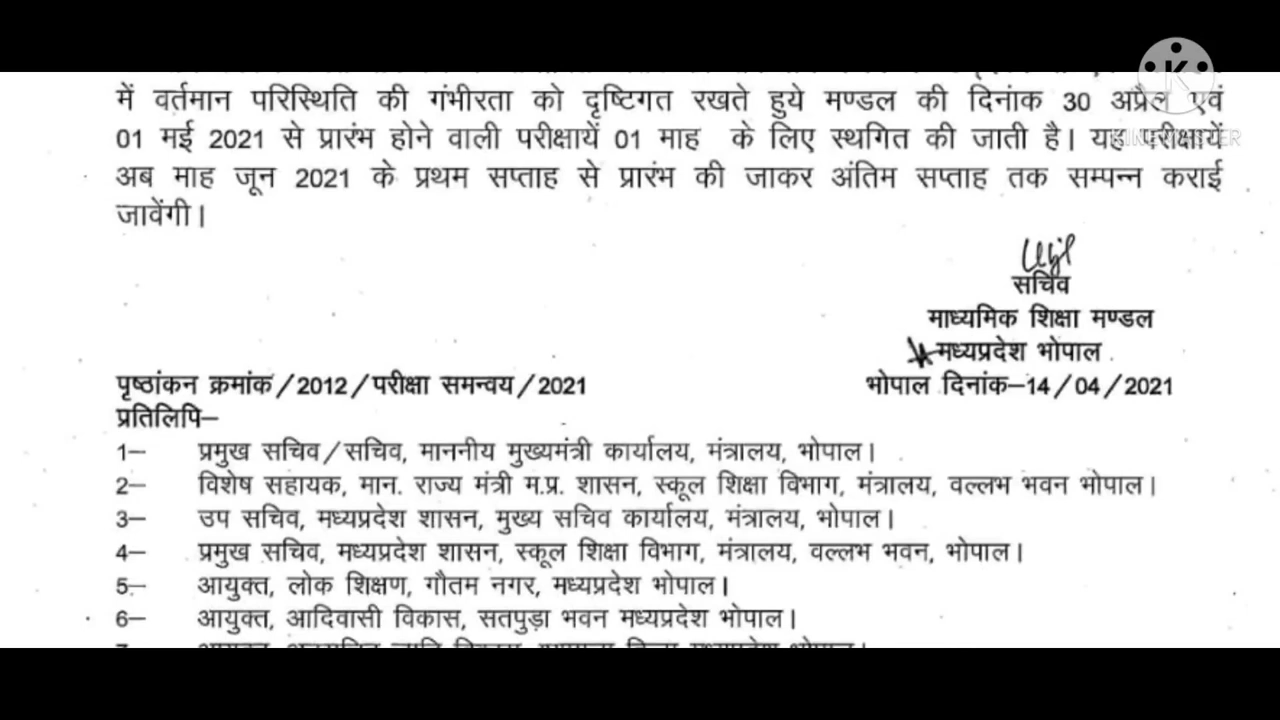 में वर्तमान परिस्थिति की गंभीरता को दृष्टिगत रखते हुये मण्डल की दिनांक 30 अप्रेल एवं
01 मई 2021 से प्रारंभ होने वाली परीक्षायें 01 माह के लिए स्थगित की जाती है। यह परीक्षायें
अब माह जून 2021 के प्रथम सप्ताह से प्रारंभ की जाकर अंतिम सप्ताह तक सम्पन्न कराई
जावेंगी।
सचिव
माध्यमिक शिक्षा मण्डल
मध्यप्रदेश भोपाल
पृष्ठांकन क्रमांक/2012/परीक्षा समन्वय/2021 भोपाल दिनांक–14/04/2021
प्रतिलिपि–
1– प्रमुख सचिव/सचिव, माननीय मुख्यमंत्री कार्यालय, मंत्रालय, भोपाल।
2– विशेष सहायक, मान. राज्य मंत्री म.प्र. शासन, स्कूल शिक्षा विभाग, मंत्रालय, वल्लभ भवन भोपाल।
3– उप सचिव, मध्यप्रदेश शासन, मुख्य सचिव कार्यालय, मंत्रालय, भोपाल।
4– प्रमुख सचिव, मध्यप्रदेश शासन, स्कूल शिक्षा विभाग, मंत्रालय, वल्लभ भवन, भोपाल।
5– आयुक्त, लोक शिक्षण, गौतम नगर, मध्यप्रदेश भोपाल।
6– आयुक्त, आदिवासी विकास, सतपुड़ा भवन मध्यप्रदेश भोपाल।
K
KINEMASTER